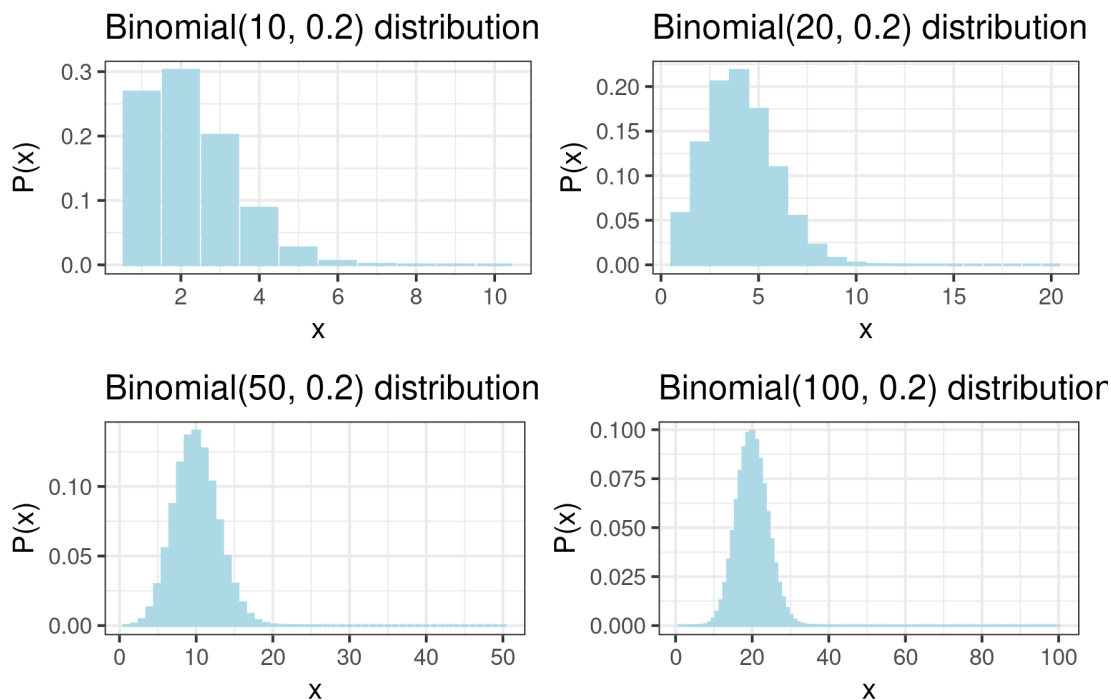 Binomial(10, 0.2) distribution
0.3
0.2
0.1
0.0
P(x)
2 4 6 8 10
x
Binomial(20, 0.2) distribution
0.20
0.15
0.10
0.05
0.00
P(x)
0 5 10 15 20
x
Binomial(50, 0.2) distribution
0.10
0.05
0.00
P(x)
0 10 20 30 40 50
x
Binomial(100, 0.2) distribution
0.100
0.075
0.050
0.025
0.000
P(x)
0 20 40 60 80 100
x